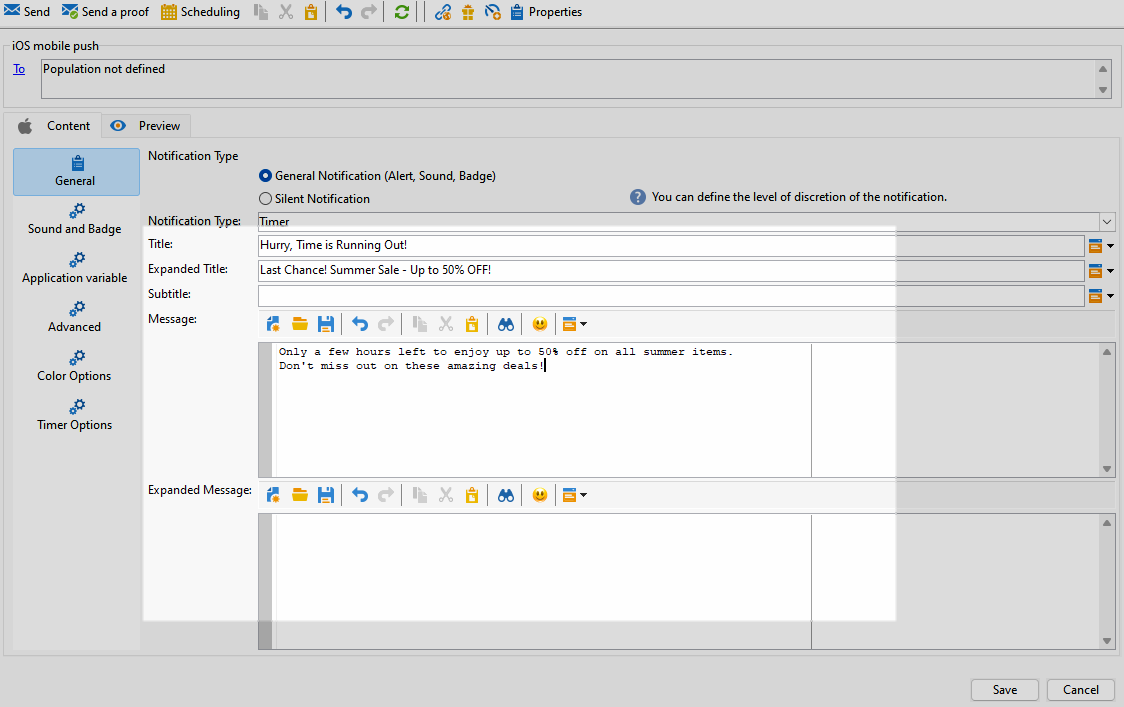 Send Send a proof Scheduling Properties
iOS mobile push
To Population not defined
Content Preview
General
Sound and Badge
Application variable
Advanced
Color Options
Timer Options
Notification Type
General Notification (Alert, Sound, Badge)
Silent Notification
You can define the level of discretion of the notification.
Notification Type: Timer
Title: Hurry, Time is Running Out!
Expanded Title: Last Chance! Summer Sale - Up to 50% OFF!
Subtitle:
Message:
Only a few hours left to enjoy up to 50% off on all summer items.
Don't miss out on these amazing deals!
Expanded Message:
Save Cancel